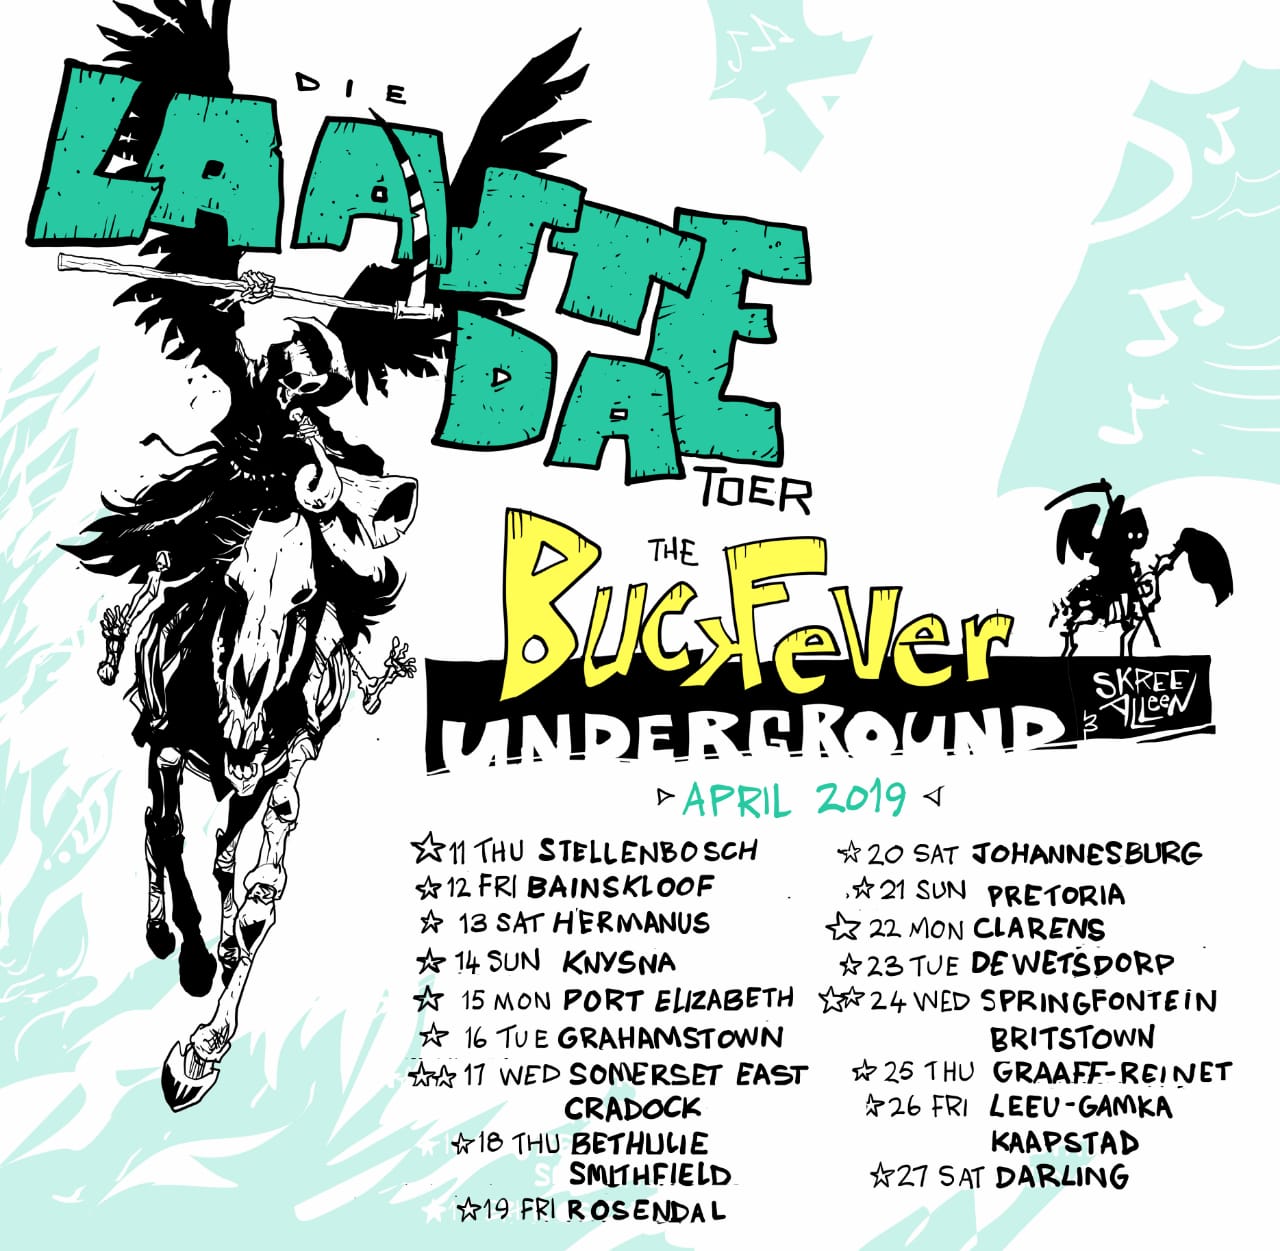 DIE
LAASTE
DAE
TOER
THE
BUCKFEVER
UNDERGROUND
SKREE
ALLEEN
APRIL 2019
11 THU STELLENBOSCH
12 FRI BAINSKLOOF
13 SAT HERMANUS
14 SUN KNYSNA
15 MON PORT ELIZABETH
16 TUE GRAHAMSTOWN
17 WED SOMERSET EAST
CRADOCK
18 THU BETHULIE
SMITHFIELD
19 FRI ROSENDAL
20 SAT JOHANNESBURG
21 SUN PRETORIA
22 MON CLARENS
23 TUE DEWETSDORP
24 WED SPRINGFONTEIN
BRITSTOWN
25 THU GRAAFF-REINET
26 FRI LEEU-GAMKA
KAAPSTAD
27 SAT DARLING